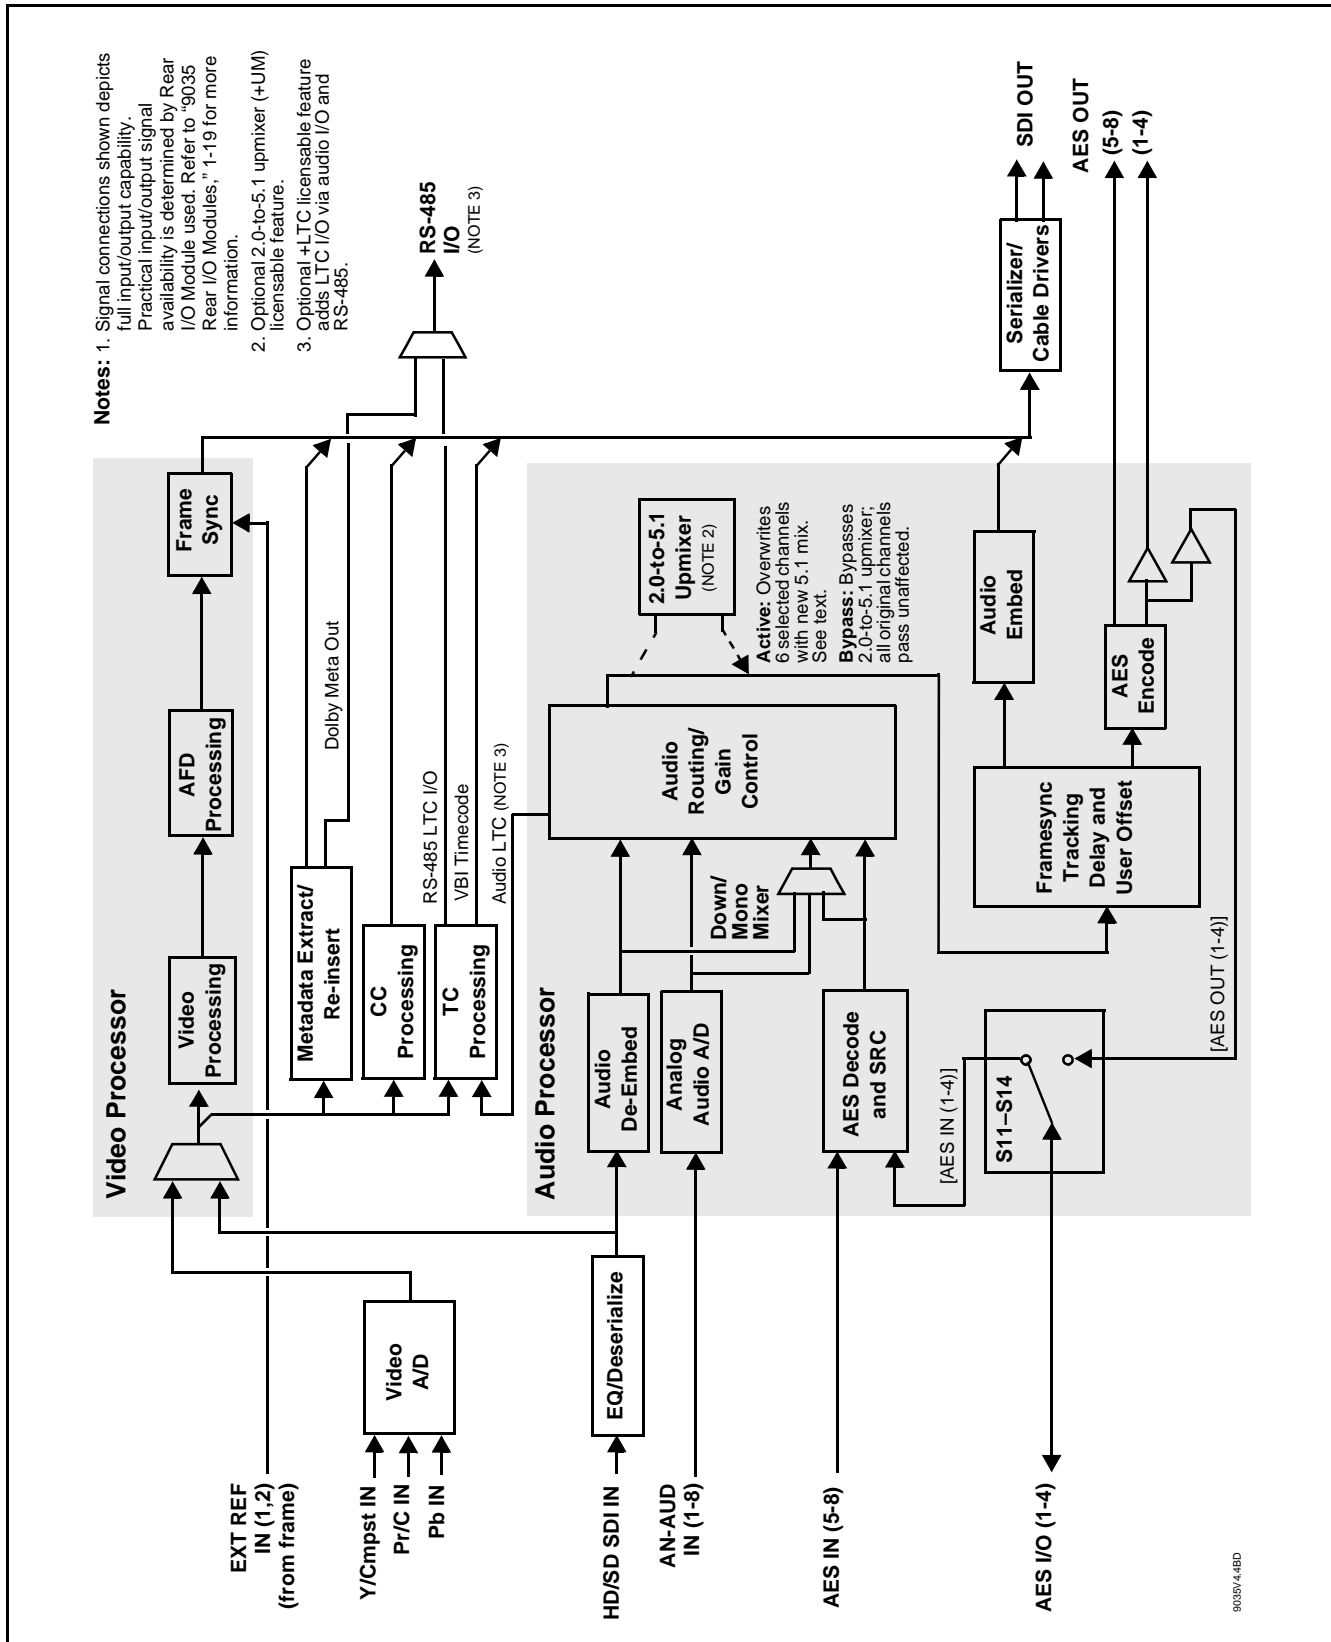 Notes: 1. Signal connections shown depicts
full input/output capability.
Practical input/output signal
availability is determined by Rear
I/O Module used. Refer to “9035
Rear I/O Modules,” 1-19 for more
information.
2. Optional 2.0-to-5.1 upmixer (+UM)
licensable feature.
3. Optional +LTC licensable feature
adds LTC I/O via audio I/O and
RS-485.
Video Processor
EXT REF
IN (1,2)
(from frame)
Y/Cmpst IN
Pr/C IN
Pb IN
Video
A/D
Video
Processing
AFD
Processing
Frame
Sync
Metadata Extract/
Re-insert
Dolby Meta Out
CC
Processing
TC
Processing
RS-485 LTC I/O
VBI Timecode
Audio LTC (NOTE 3)
RS-485
I/O
(NOTE 3)
Audio Processor
HD/SD SDI IN
EQ/Deserialize
AN-AUD
IN (1-8)
AES IN (5-8)
AES I/O (1-4)
Audio
De-Embed
Analog
Audio A/D
AES Decode
and SRC
[AES IN (1-4)]
S11–S14
Down/
Mono
Mixer
Audio
Routing/
Gain
Control
2.0-to-5.1
Upmixer
(NOTE 2)
Active: Overwrites
6 selected channels
with new 5.1 mix.
See text.
Bypass: Bypasses
2.0-to-5.1 upmixer;
all original channels
pass unaffected.
Framesync
Tracking
Delay and
User Offset
[AES OUT (1-4)]
Audio
Embed
AES
Encode
Serializer/
Cable Drivers
SDI OUT
AES OUT
(5-8)
(1-4)
9035V4.4BD